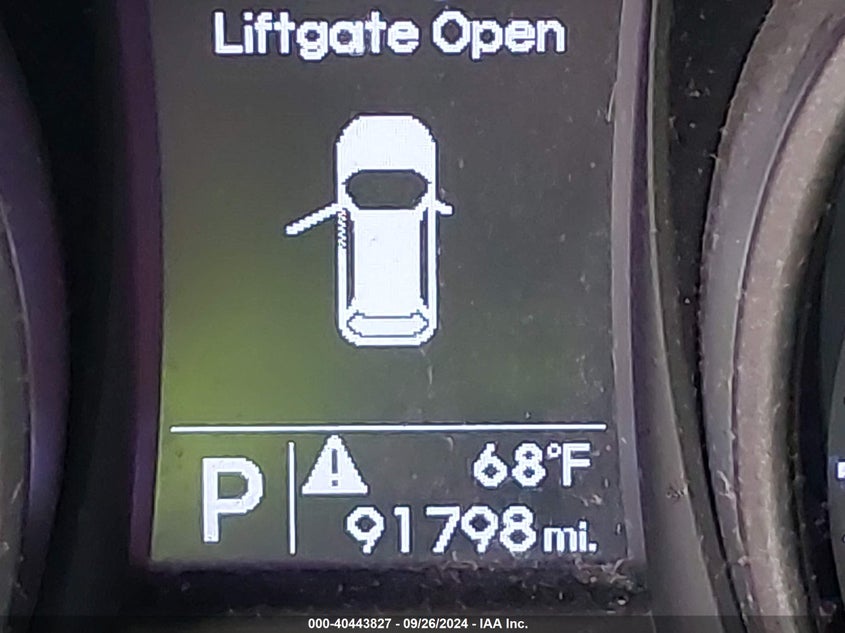 Liftgate Open
P
68°F
91798 mi.
000-40443827 - 09/26/2024 - IAA Inc.